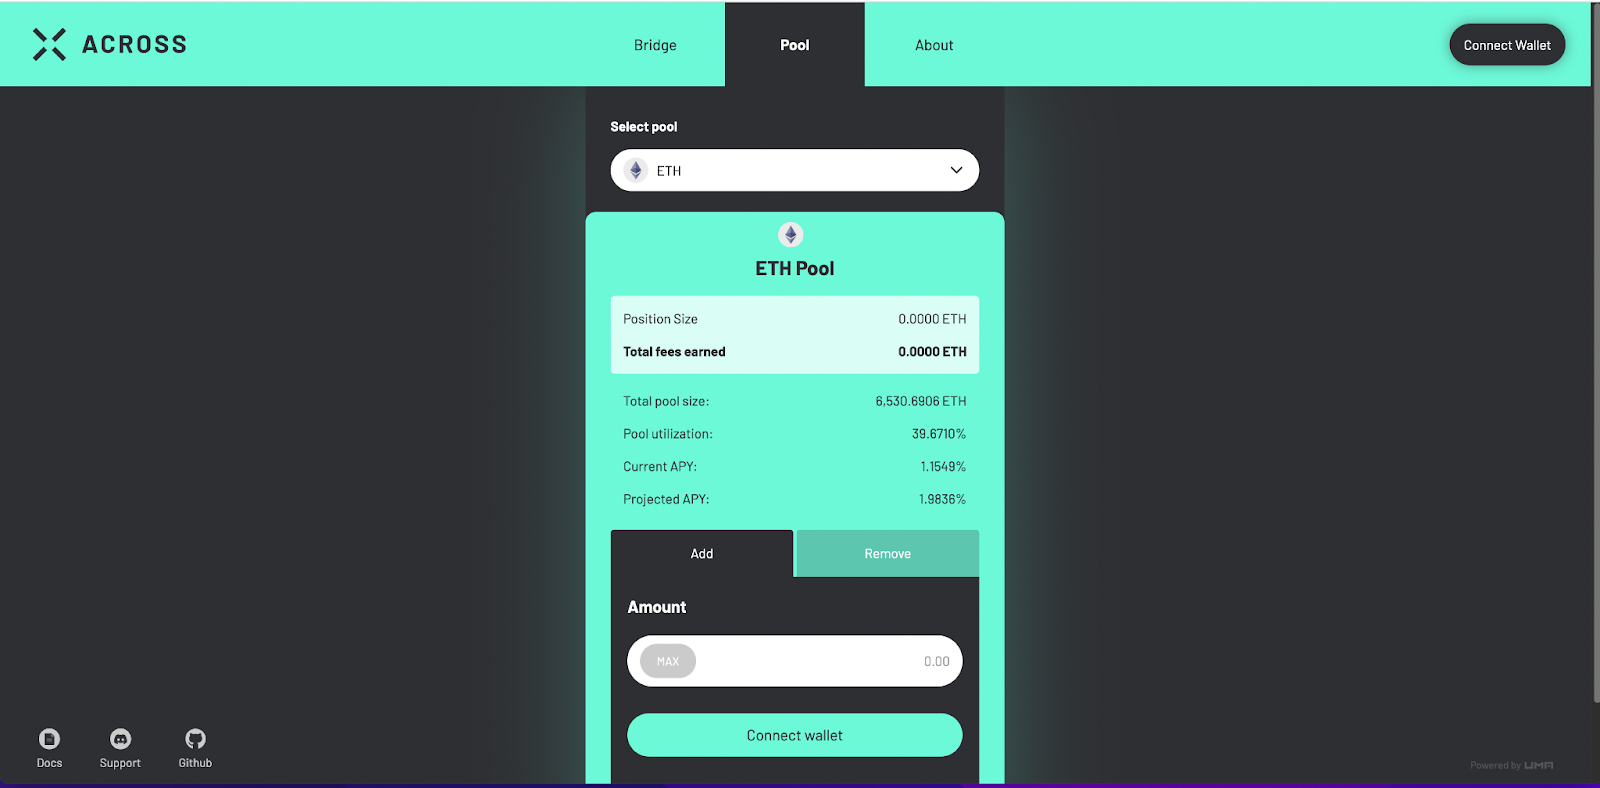 ACROSS
Bridge
Pool
About
Connect Wallet
Select pool
ETH
ETH Pool
Position Size 0.0000 ETH
Total fees earned 0.0000 ETH
Total pool size: 6,530.6906 ETH
Pool utilization: 39.6710%
Current APY: 1.1549%
Projected APY: 1.9836%
Add
Remove
Amount
MAX 0.00
Connect wallet
Docs
Support
Github
Powered by UMA